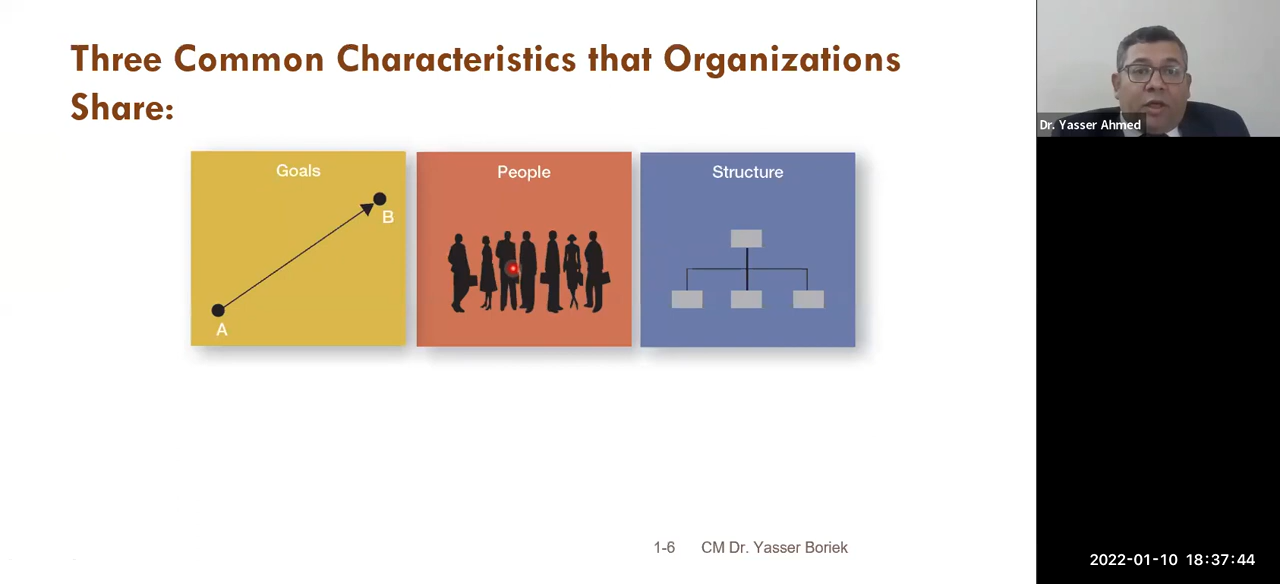 Three Common Characteristics that Organizations
Share:
Goals
People
Structure
B
A
1-6 CM Dr. Yasser Boriek
Dr. Yasser Ahmed
2022-01-10 18:37:44